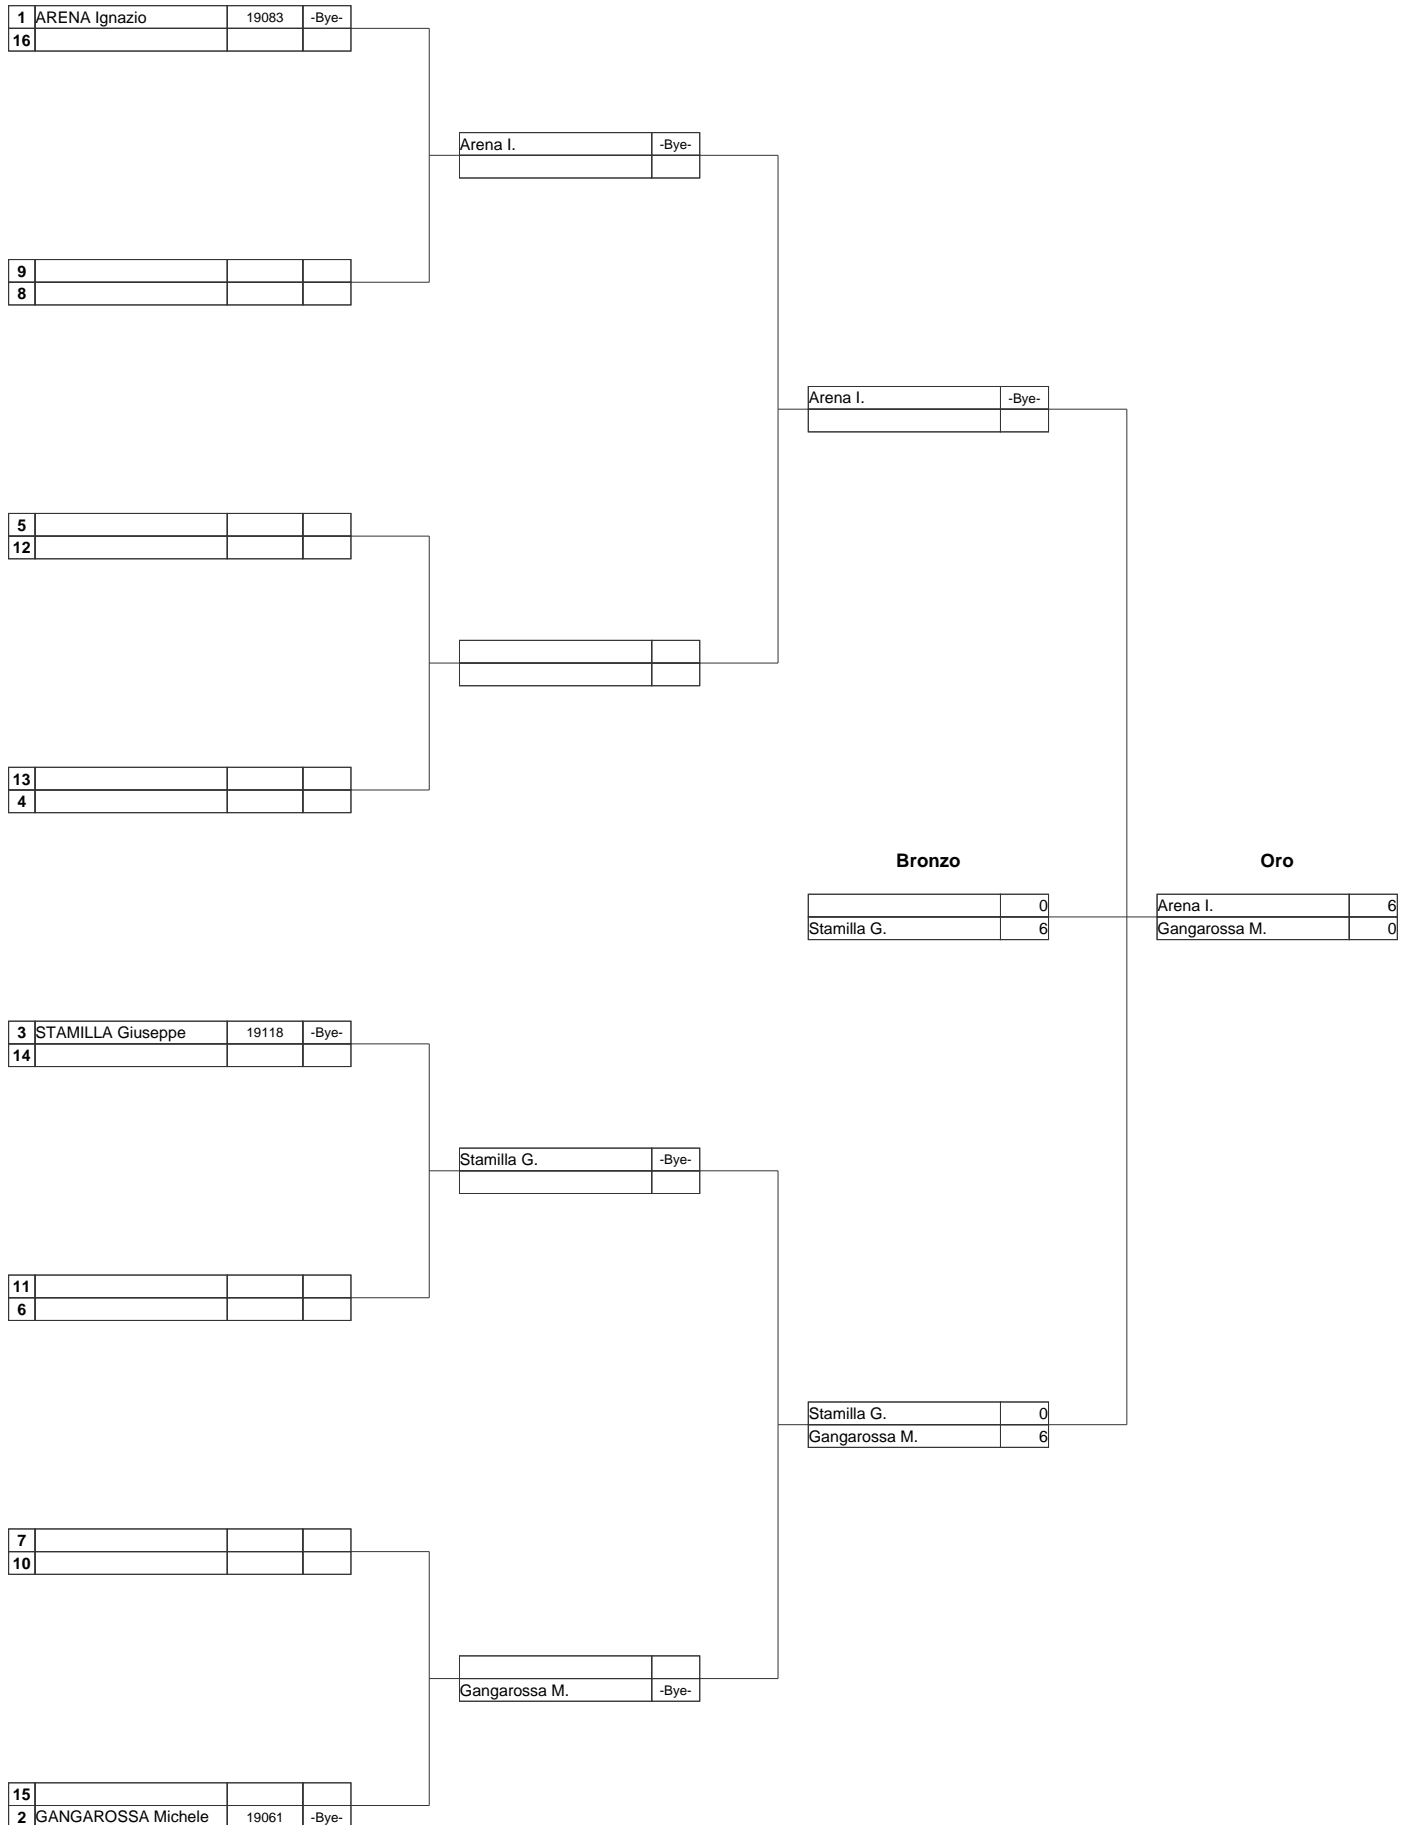 1 ARENA Ignazio 19083 -Bye-
16
Arena I. -Bye-
9
8
Arena I. -Bye-
5
12
13
4
Bronzo
Oro
0
Stamilla G. 6
Arena I. 6
Gangarossa M. 0
3 STAMILLA Giuseppe 19118 -Bye-
14
Stamilla G. -Bye-
11
6
Stamilla G. 0
Gangarossa M. 6
7
10
Gangarossa M. -Bye-
15
2 GANGAROSSA Michele 19061 -Bye-